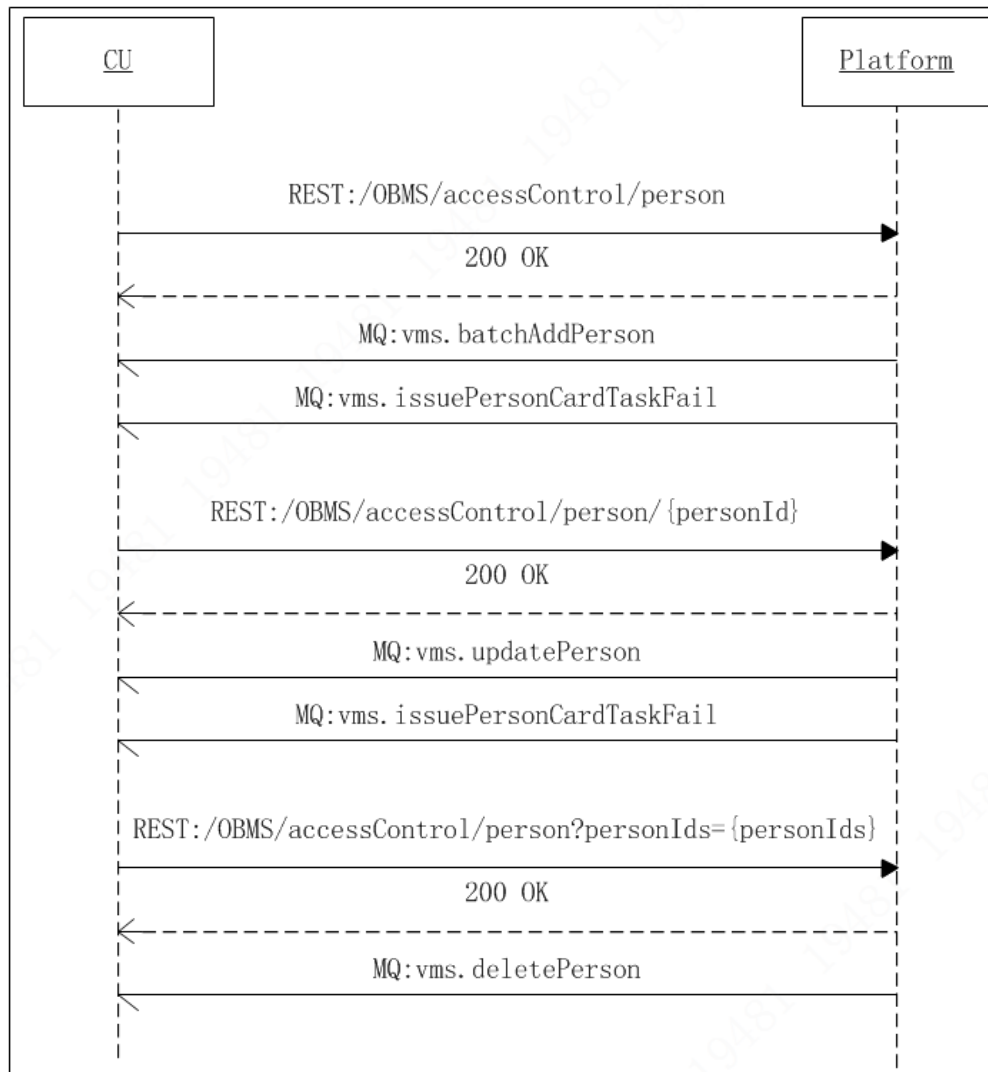 CU
Platform
REST:/OBMS/accessControl/person
200 OK
MQ:vms.batchAddPerson
MQ:vms.issuePersonCardTaskFail
REST:/OBMS/accessControl/person/{personId}
200 OK
MQ:vms.updatePerson
MQ:vms.issuePersonCardTaskFail
REST:/OBMS/accessControl/person?personIds={personIds}
200 OK
MQ:vms.deletePerson